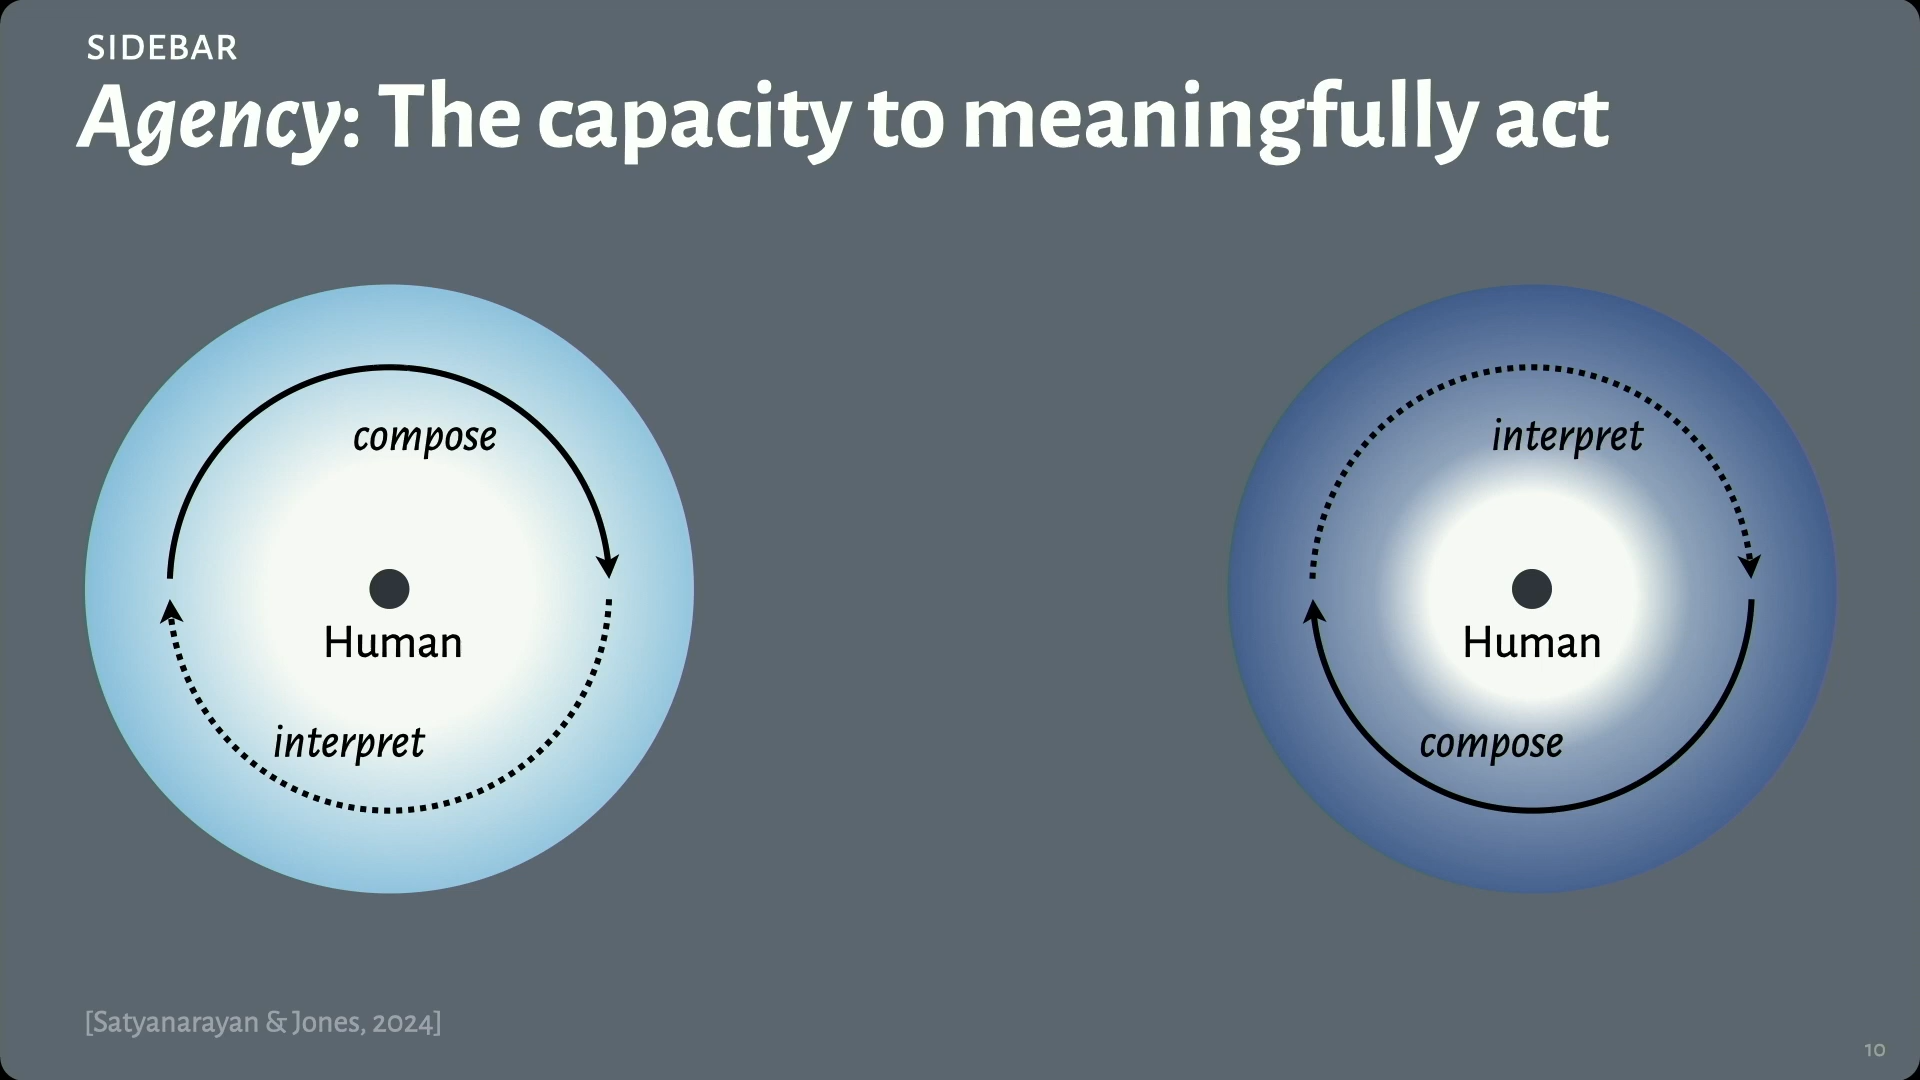 SIDEBAR
Agency: The capacity to meaningfully act
compose
Human
interpret
interpret
Human
compose
[Satyanarayan & Jones, 2024]
10